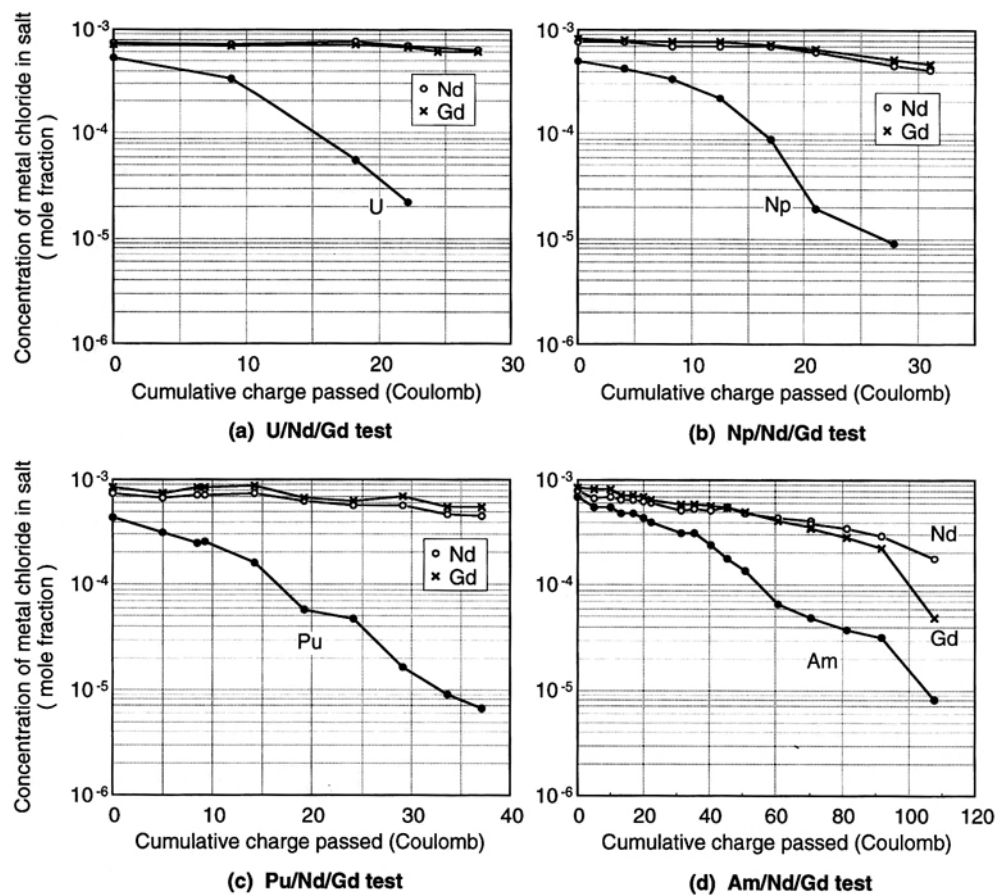 Concentration of metal chloride in salt
( mole fraction )
10-3
10-4
10-5
10-6
Nd
Gd
U
0 10 20 30
Cumulative charge passed (Coulomb)
(a) U/Nd/Gd test
10-3
10-4
10-5
10-6
Nd
Gd
Np
0 10 20 30
Cumulative charge passed (Coulomb)
(b) Np/Nd/Gd test
Concentration of metal chloride in salt
( mole fraction )
10-3
10-4
10-5
10-6
Nd
Gd
Pu
0 10 20 30 40
Cumulative charge passed (Coulomb)
(c) Pu/Nd/Gd test
10-3
10-4
10-5
10-6
Nd
Gd
Am
0 20 40 60 80 100 120
Cumulative charge passed (Coulomb)
(d) Am/Nd/Gd test